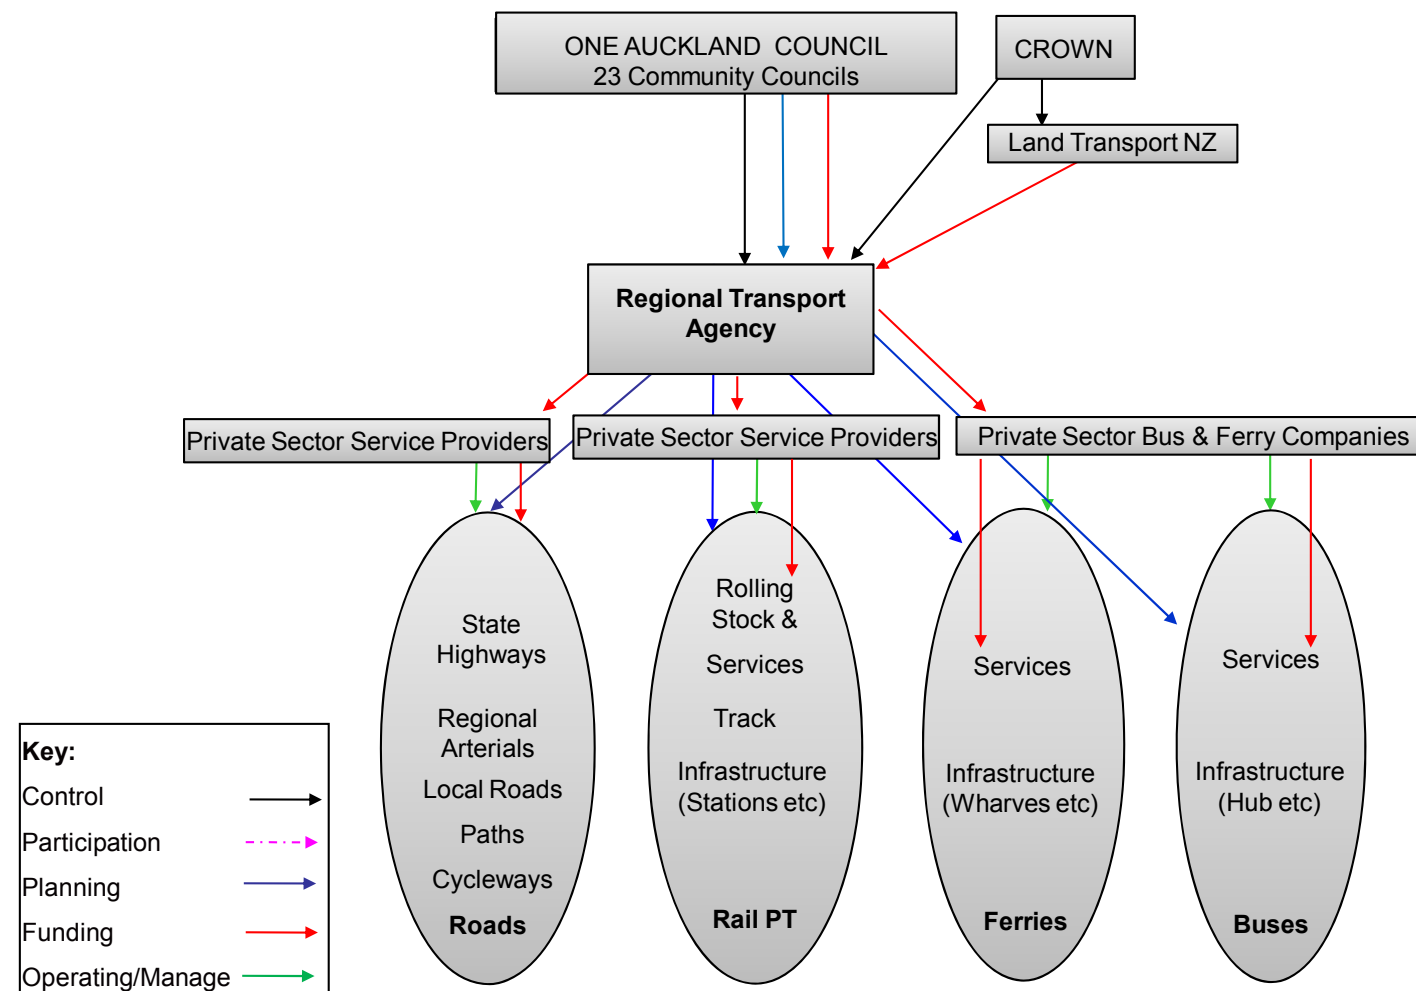 ONE AUCKLAND COUNCIL
23 Community Councils
CROWN
Land Transport NZ
Regional Transport
Agency
Private Sector Service Providers
Private Sector Service Providers
Private Sector Bus & Ferry Companies
State
Highways
Regional
Arterials
Local Roads
Paths
Cycleways
Roads
Rolling
Stock &
Services
Track
Infrastructure
(Stations etc)
Rail PT
Services
Infrastructure
(Wharves etc)
Ferries
Services
Infrastructure
(Hub etc)
Buses
Key:
Control
Participation
Planning
Funding
Operating/Manage